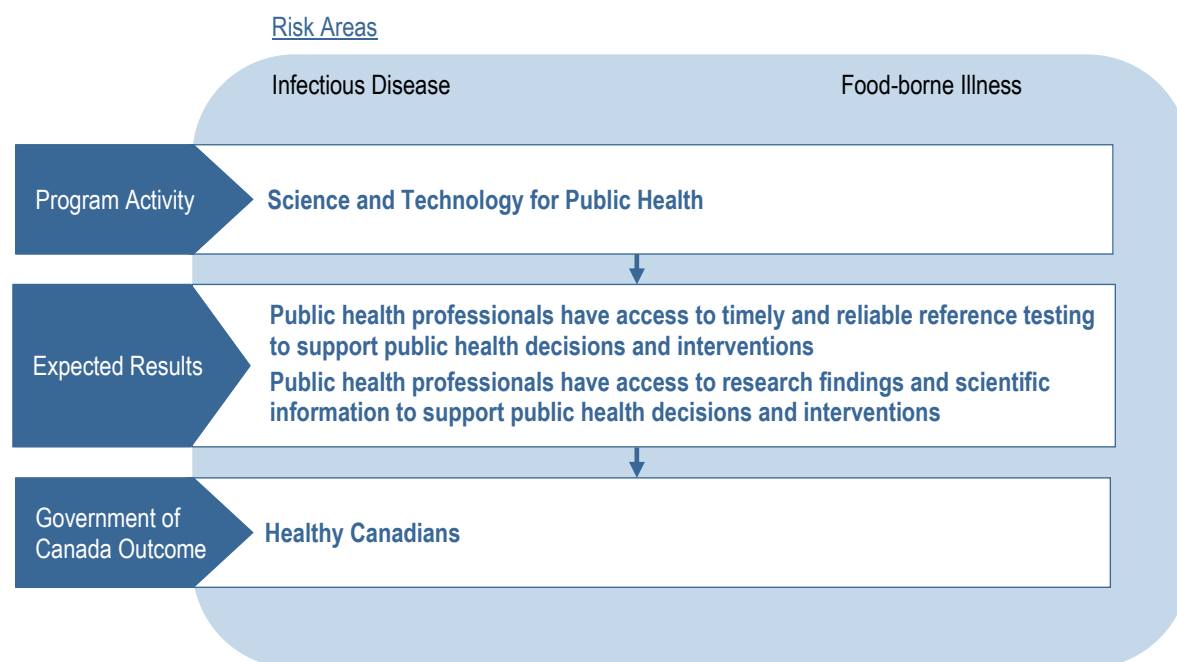 Risk Areas
Infectious Disease
Food-borne Illness
Program Activity
Science and Technology for Public Health
Expected Results
Public health professionals have access to timely and reliable reference testing
to support public health decisions and interventions
Public health professionals have access to research findings and scientific
information to support public health decisions and interventions
Government of
Canada Outcome
Healthy Canadians